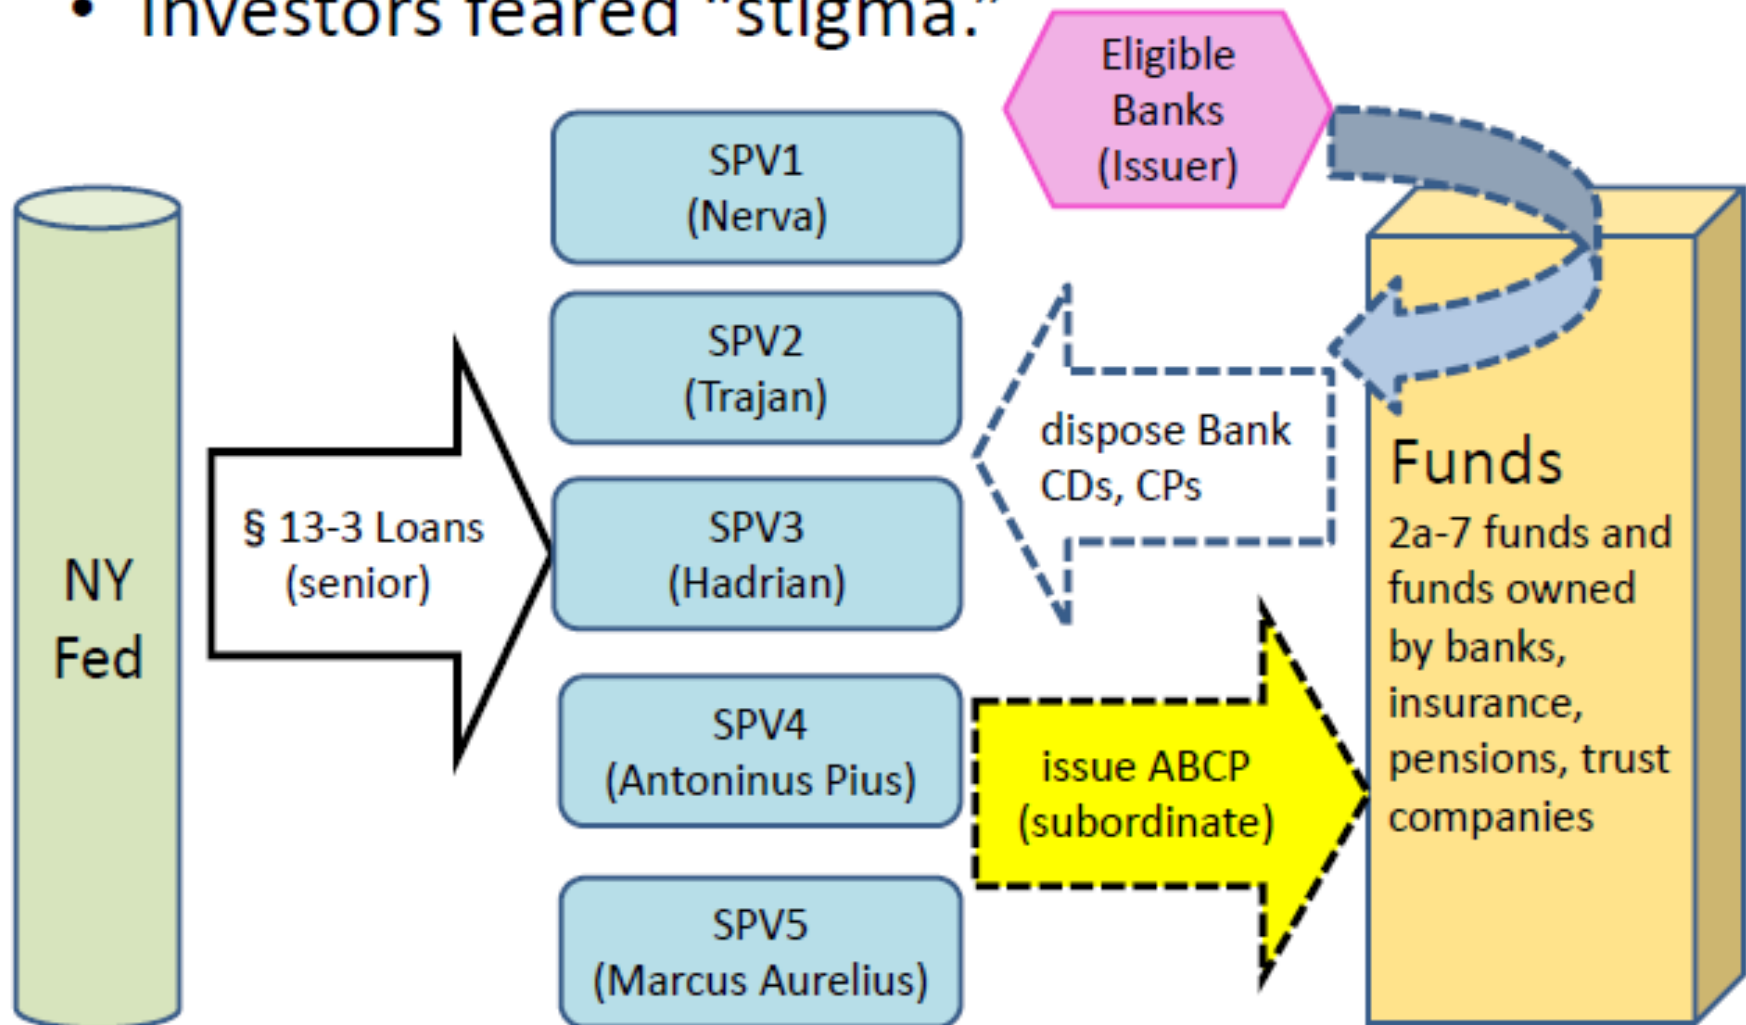 • Investors feared “stigma.”
Eligible
Banks
(Issuer)
SPV1
(Nerva)
SPV2
(Trajan)
SPV3
(Hadrian)
SPV4
(Antoninus Pius)
SPV5
(Marcus Aurelius)
NY
Fed
§ 13-3 Loans
(senior)
dispose Bank
CDs, CPs
issue ABCP
(subordinate)
Funds
2a-7 funds and
funds owned
by banks,
insurance,
pensions, trust
companies